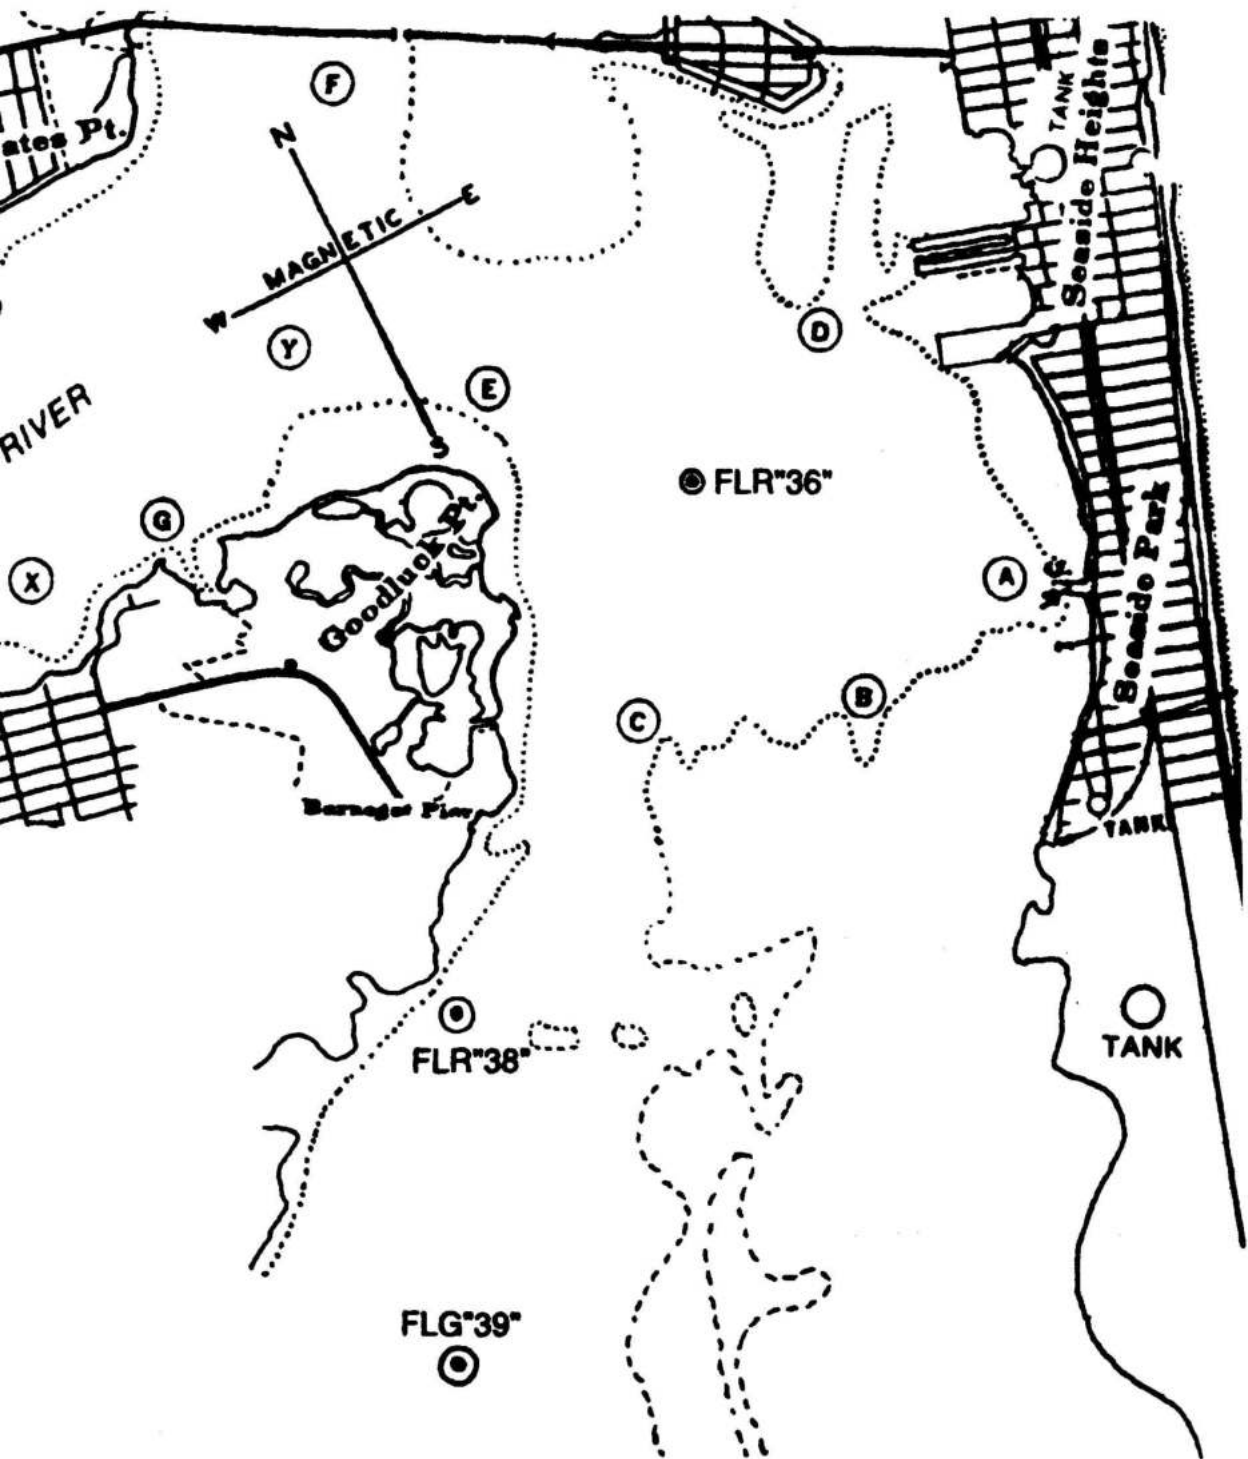 F
N
TANK
Seaside Heights
ates Pt.
E
MAGNETIC
W
Y
D
E
S
RIVER
FLR"36"
Pt.
Goodluck
G
X
A
Seaside Park
C
B
Barnegat Pier
TANK
FLR"38"
TANK
FLG"39"